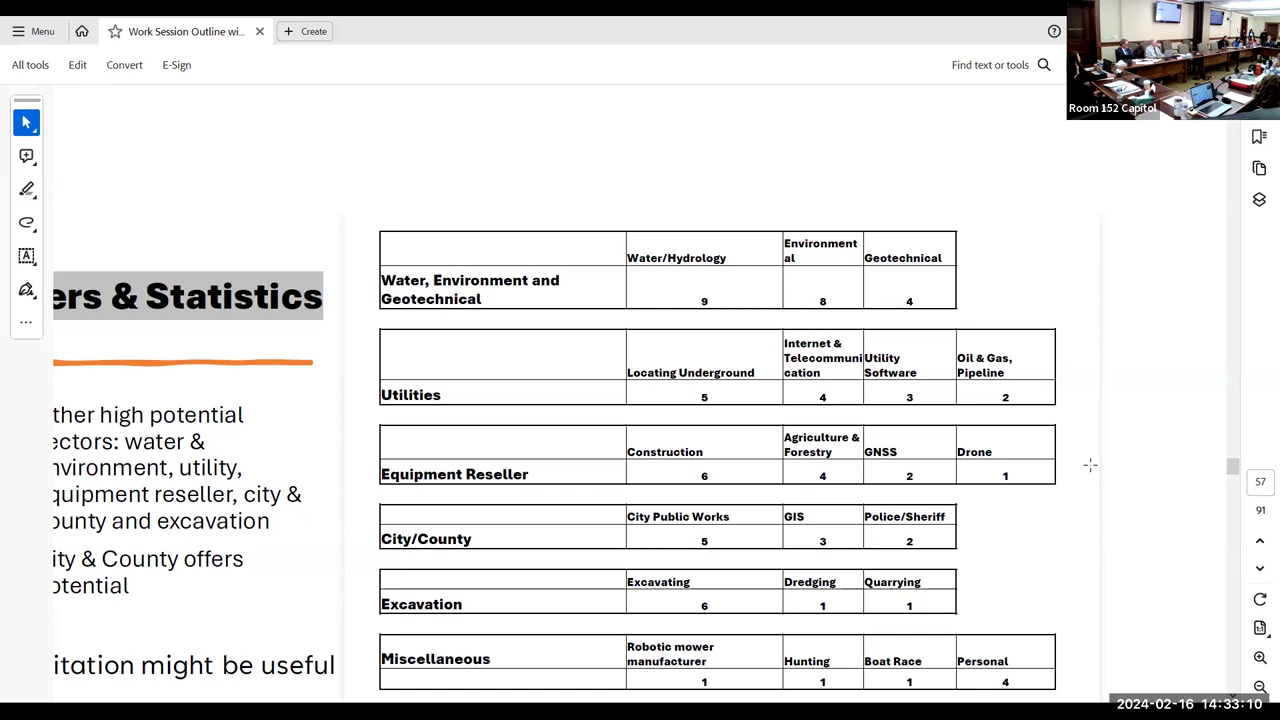 Menu
Work Session Outline wi...
Create
All tools
Edit
Convert
E-Sign
Find text or tools
Room 152 Capitol
ers & Statistics
ther high potential
ectors: water &
nvironment, utility,
quipment reseller, city &
ounty and excavation
ity & County offers
otential
itation might be useful
Water/Hydrology
Environment
al
Geotechnical
Water, Environment and
Geotechnical
9
8
4
Locating Underground
Internet &
Telecommuni
cation
Utility
Software
Oil & Gas,
Pipeline
Utilities
5
4
3
2
Construction
Agriculture &
Forestry
GNSS
Drone
Equipment Reseller
6
4
2
1
City Public Works
GIS
Police/Sheriff
City/County
5
3
2
Excavating
Dredging
Quarrying
Excavation
6
1
1
Miscellaneous
Robotic mower
manufacturer
Hunting
Boat Race
Personal
1
1
1
4
57
91
2024-02-16 14:33:10